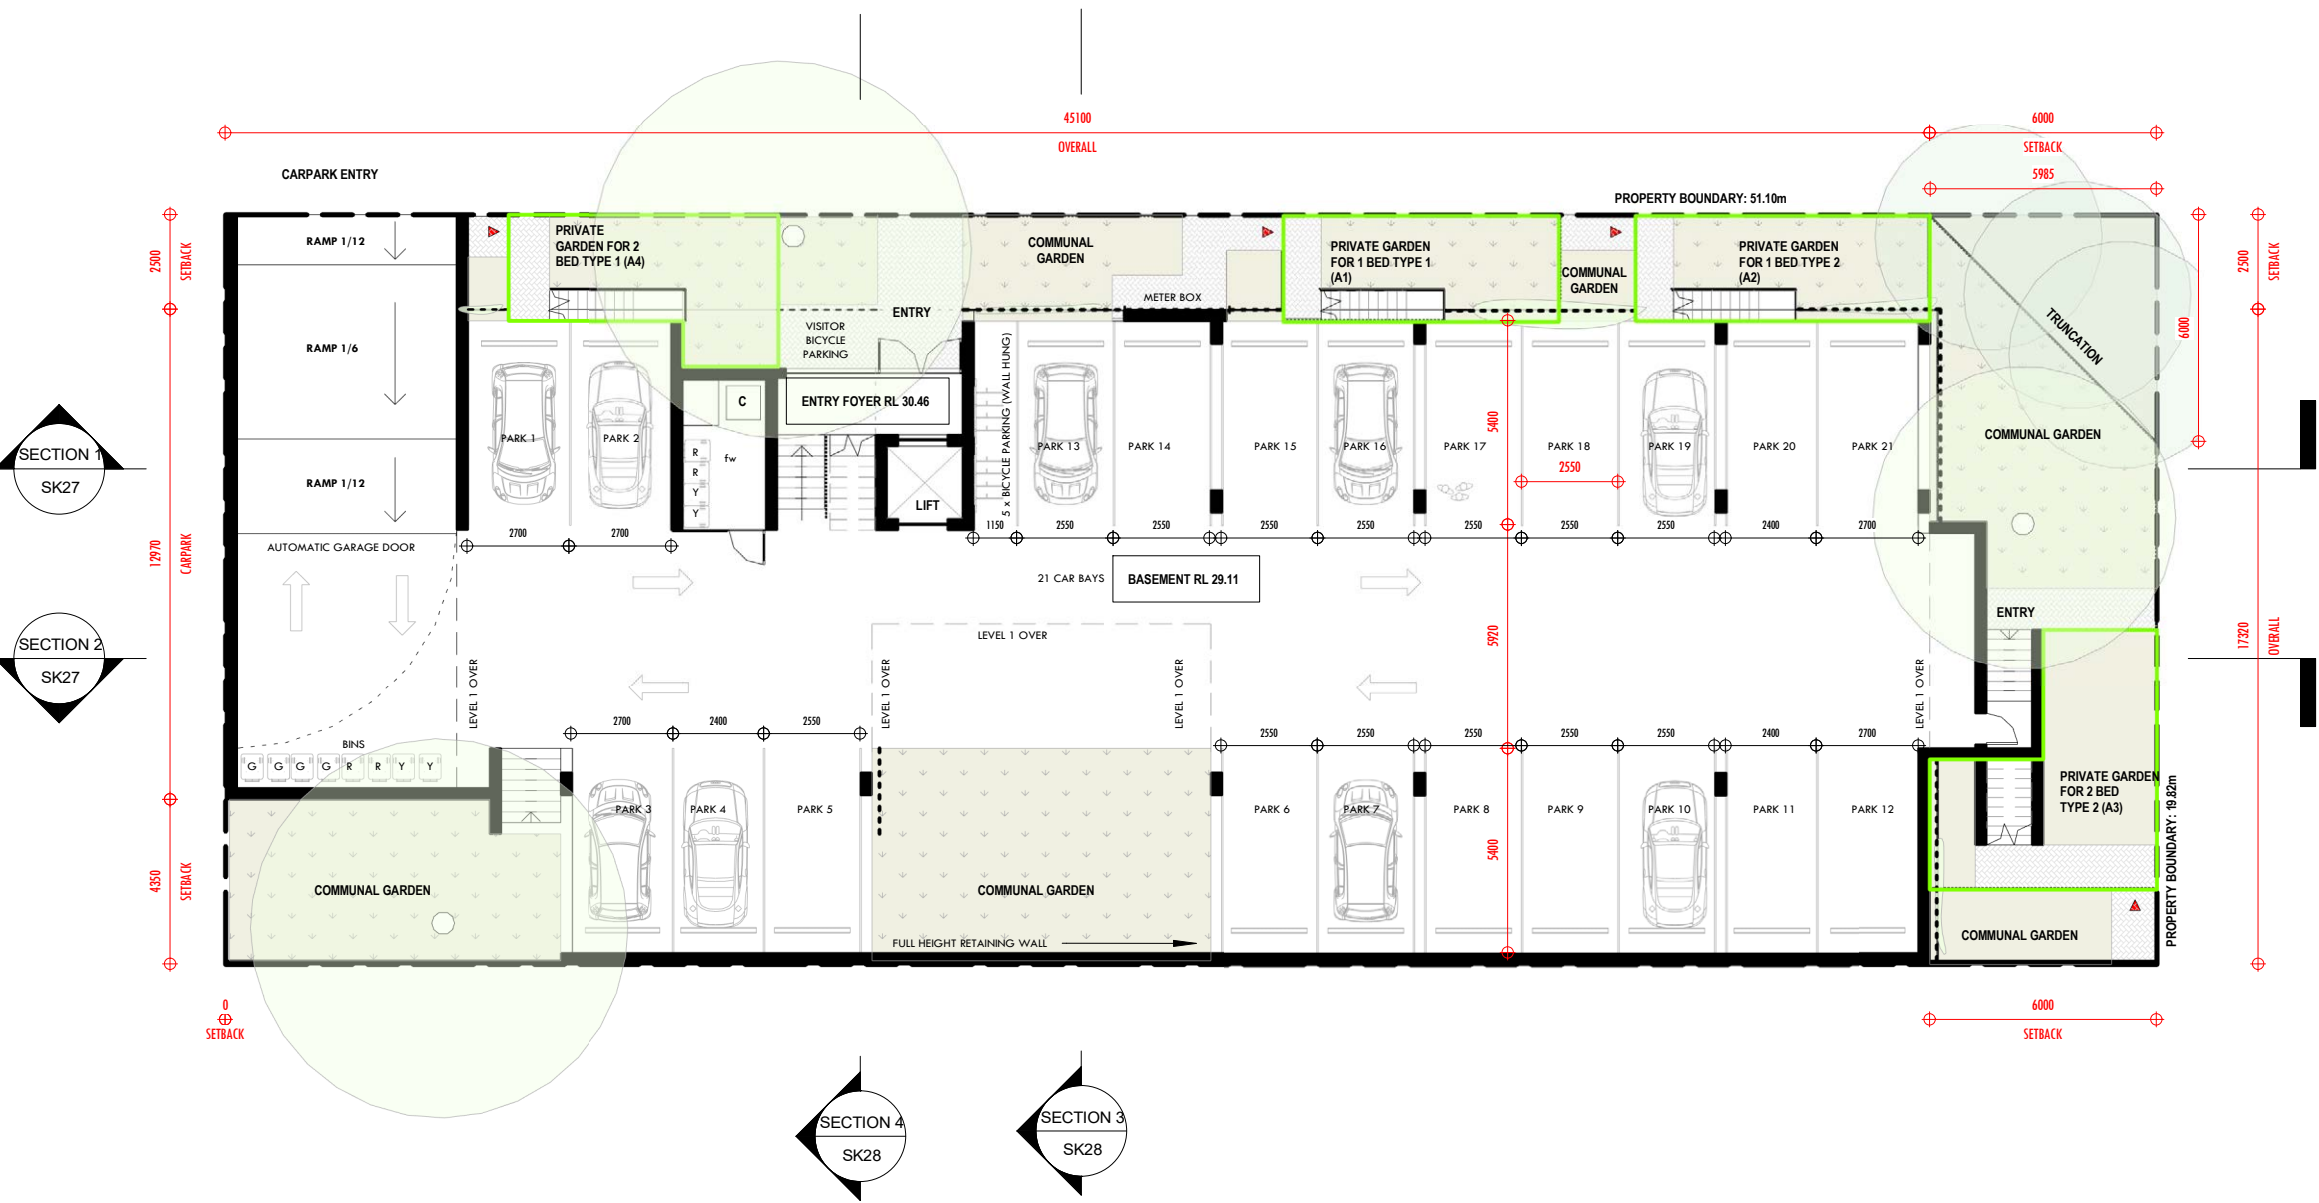 45100
OVERALL
6000
SETBACK
5985
CARPARK ENTRY
PROPERTY BOUNDARY: 51.10m
2500
SETBACK
RAMP 1/12
PRIVATE
GARDEN FOR 2
BED TYPE 1 (A4)
COMMUNAL
GARDEN
PRIVATE GARDEN
FOR 1 BED TYPE 1
(A1)
COMMUNAL
GARDEN
PRIVATE GARDEN
FOR 1 BED TYPE 2
(A2)
2500
SETBACK
METER BOX
ENTRY
VISITOR
BICYCLE
PARKING
TRUNCATION
6000
RAMP 1/6
5 x BICYCLE PARKING (WALL HUNG)
C
ENTRY FOYER RL 30.46
5400
PARK 1
PARK 2
PARK 13
PARK 14
PARK 15
PARK 16
PARK 17
PARK 18
PARK 19
PARK 20
PARK 21
COMMUNAL GARDEN
SECTION 1
SK27
R
R
Y
Y
fw
2550
RAMP 1/12
LIFT
2700
2700
1150
2550
2550
2550
2550
2550
2550
2550
2400
2700
AUTOMATIC GARAGE DOOR
12970
CARPARK
21 CAR BAYS
BASEMENT RL 29.11
ENTRY
SECTION 2
SK27
LEVEL 1 OVER
LEVEL 1 OVER
LEVEL 1 OVER
LEVEL 1 OVER
LEVEL 1 OVER
5920
17320
OVERALL
2700
2400
2550
2550
2550
2550
2550
2550
2400
2700
BINS
G
G
G
G
R
R
Y
Y
PARK 3
PARK 4
PARK 5
PARK 6
PARK 7
PARK 8
PARK 9
PARK 10
PARK 11
PARK 12
PRIVATE GARDEN
FOR 2 BED
TYPE 2 (A3)
PROPERTY BOUNDARY: 19.82m
5400
4350
SETBACK
COMMUNAL GARDEN
COMMUNAL GARDEN
FULL HEIGHT RETAINING WALL
COMMUNAL GARDEN
0
SETBACK
6000
SETBACK
SECTION 4
SK28
SECTION 3
SK28